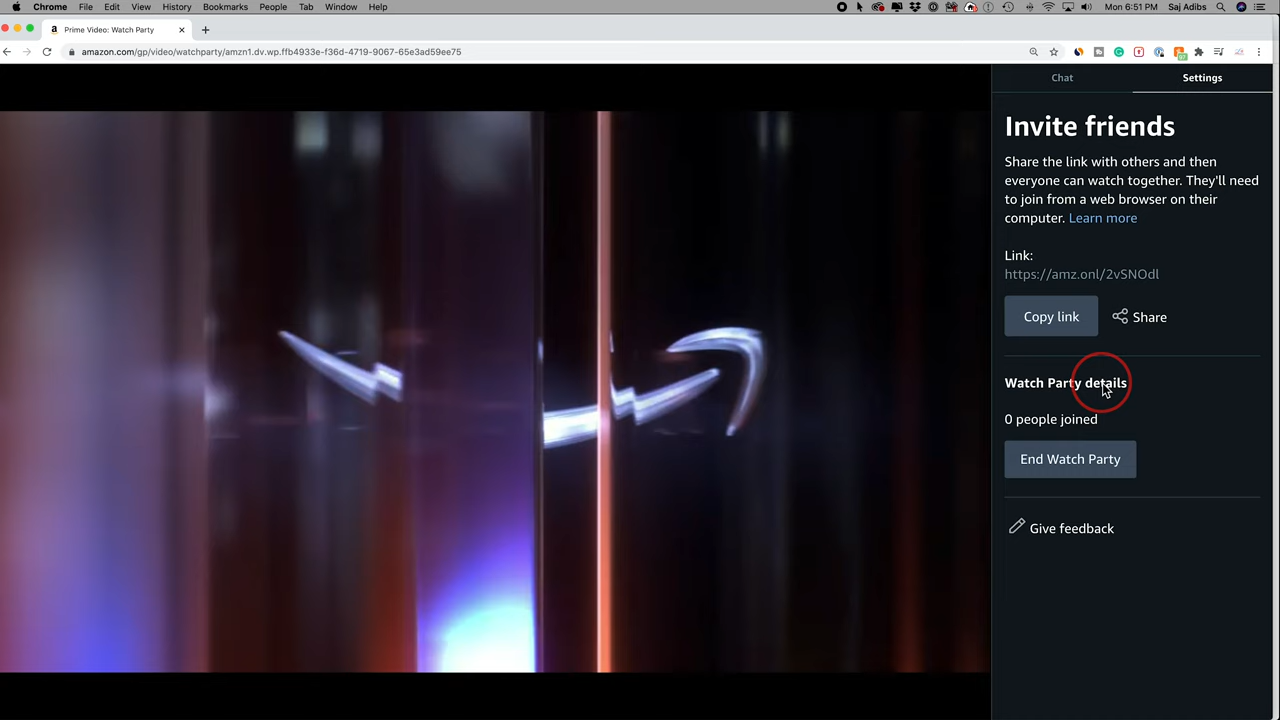 Chrome File Edit View History Bookmarks People Tab Window Help Mon 6:51 PM Saj Adibs
Prime Video: Watch Party
amazon.com/gp/video/watchparty/amzn1.dv.wp.ffb4933e-f36d-4719-9067-65e3ad59ee75
Chat Settings
Invite friends
Share the link with others and then
everyone can watch together. They'll need
to join from a web browser on their
computer. Learn more
Link:
https://amz.onl/2vSNOdl
Copy link Share
Watch Party details
0 people joined
End Watch Party
Give feedback